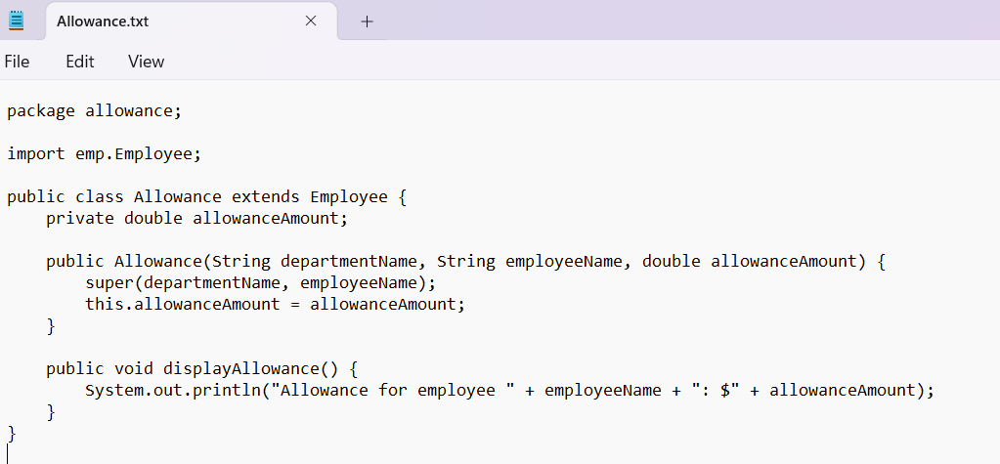 Allowance.txt
File Edit View
package allowance;
import emp.Employee;
public class Allowance extends Employee {
    private double allowanceAmount;
    public Allowance(String departmentName, String employeeName, double allowanceAmount) {
        super(departmentName, employeeName);
        this.allowanceAmount = allowanceAmount;
    }
    public void displayAllowance() {
        System.out.println("Allowance for employee " + employeeName + ": $" + allowanceAmount);
    }
}